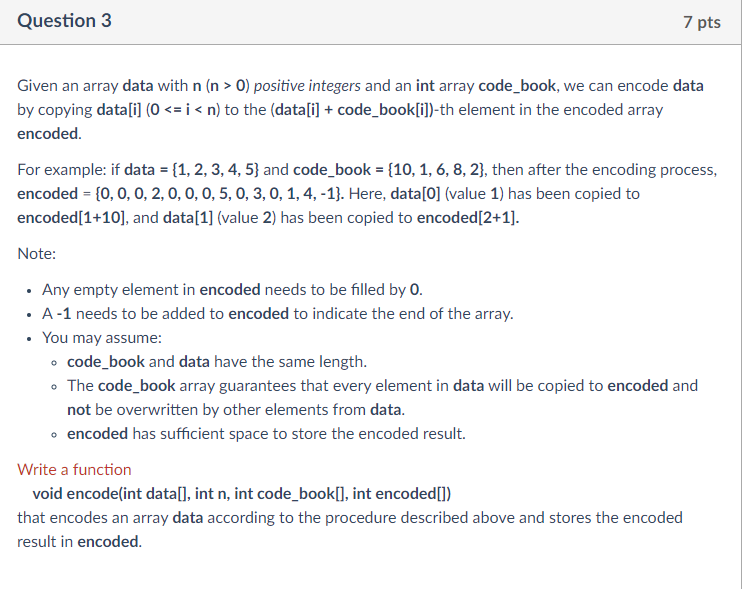 Question 3
7 pts
Given an array data with n (n > 0) positive integers and an int array code_book, we can encode data
by copying data[i] (0 <= i < n) to the (data[i] + code_book[i])-th element in the encoded array
encoded.
For example: if data = {1, 2, 3, 4, 5} and code_book = {10, 1, 6, 8, 2}, then after the encoding process,
encoded = {0, 0, 0, 2, 0, 0, 0, 5, 0, 3, 0, 1, 4, -1}. Here, data[0] (value 1) has been copied to
encoded[1+10], and data[1] (value 2) has been copied to encoded[2+1].
Note:
• Any empty element in encoded needs to be filled by 0.
• A -1 needs to be added to encoded to indicate the end of the array.
• You may assume:
◦ code_book and data have the same length.
◦ The code_book array guarantees that every element in data will be copied to encoded and
not be overwritten by other elements from data.
◦ encoded has sufficient space to store the encoded result.
Write a function
void encode(int data[], int n, int code_book[], int encoded[])
that encodes an array data according to the procedure described above and stores the encoded
result in encoded.